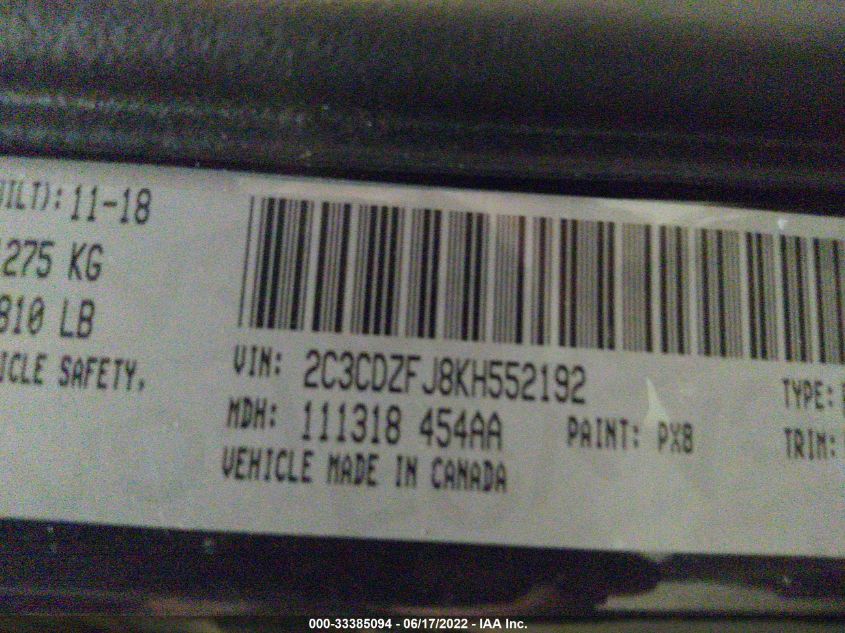 UILT): 11-18
275 KG
810 LB
ICLE SAFETY.
VIN: 2C3CDZFJ8KH552192
MDH: 111318 454AA
PAINT: PX8
VEHICLE MADE IN CANADA
TYPE:
TRIM:
000-33385094 - 06/17/2022 - IAA Inc.